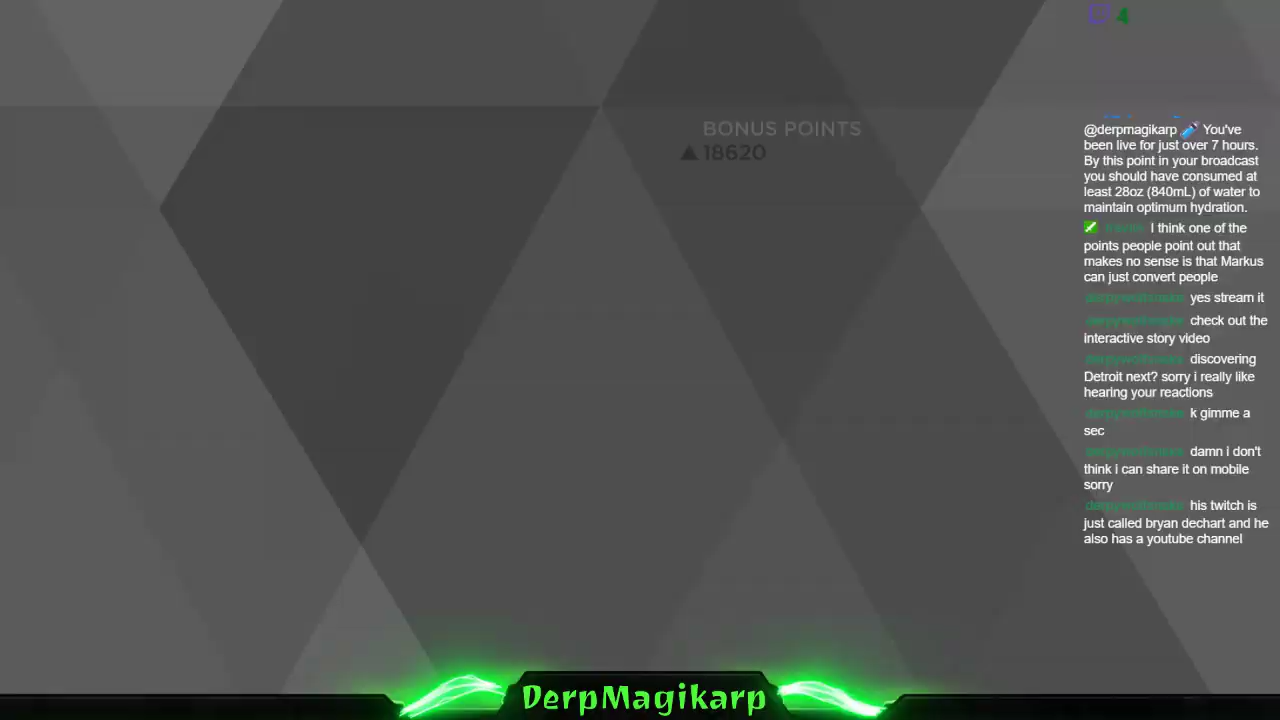 4
BONUS POINTS
▲ 18620
@derpmagikarp You've
been live for just over 7 hours.
By this point in your broadcast
you should have consumed at
least 28oz (840mL) of water to
maintain optimum hydration.
I think one of the
points people point out that
makes no sense is that Markus
can just convert people
yes stream it
check out the
interactive story video
discovering
Detroit next? sorry i really like
hearing your reactions
k gimme a
sec
damn i don't
think i can share it on mobile
sorry
his twitch is
just called bryan dechart and he
also has a youtube channel
DerpMagikarp